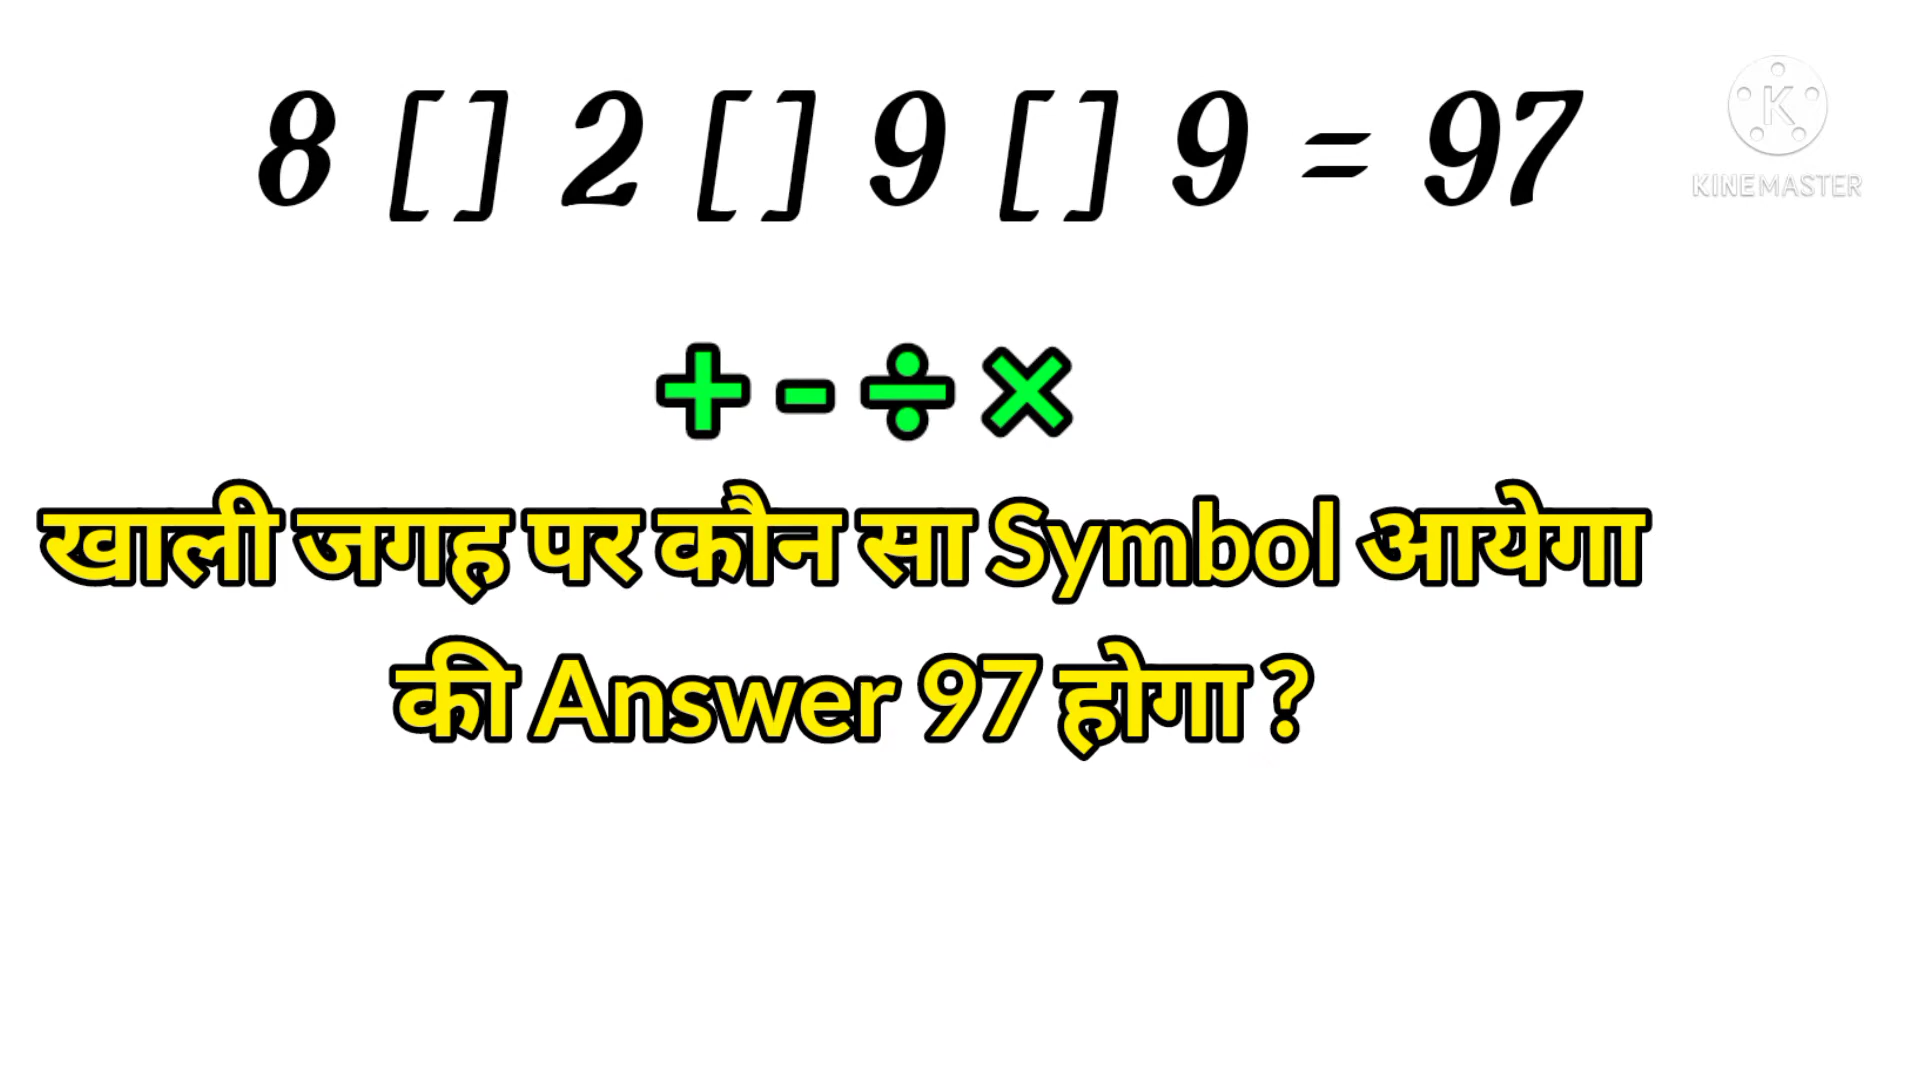 8 [ ] 2 [ ] 9 [ ] 9 = 97
KINEMASTER
+ - ÷ ×
खाली जगह पर कौन सा Symbol आयेगा
की Answer 97 होगा ?